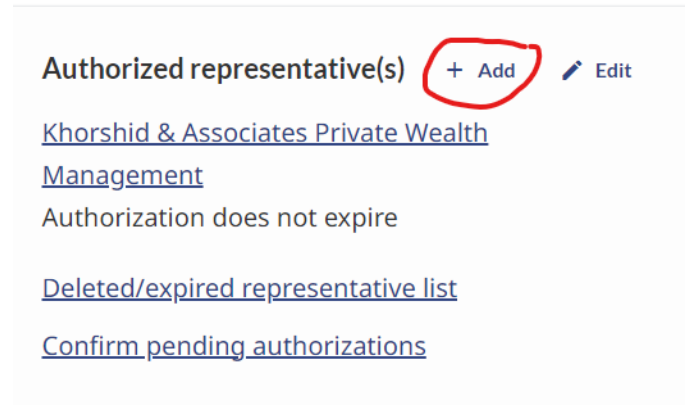 Authorized representative(s) + Add Edit
Khorshid & Associates Private Wealth
Management
Authorization does not expire
Deleted/expired representative list
Confirm pending authorizations